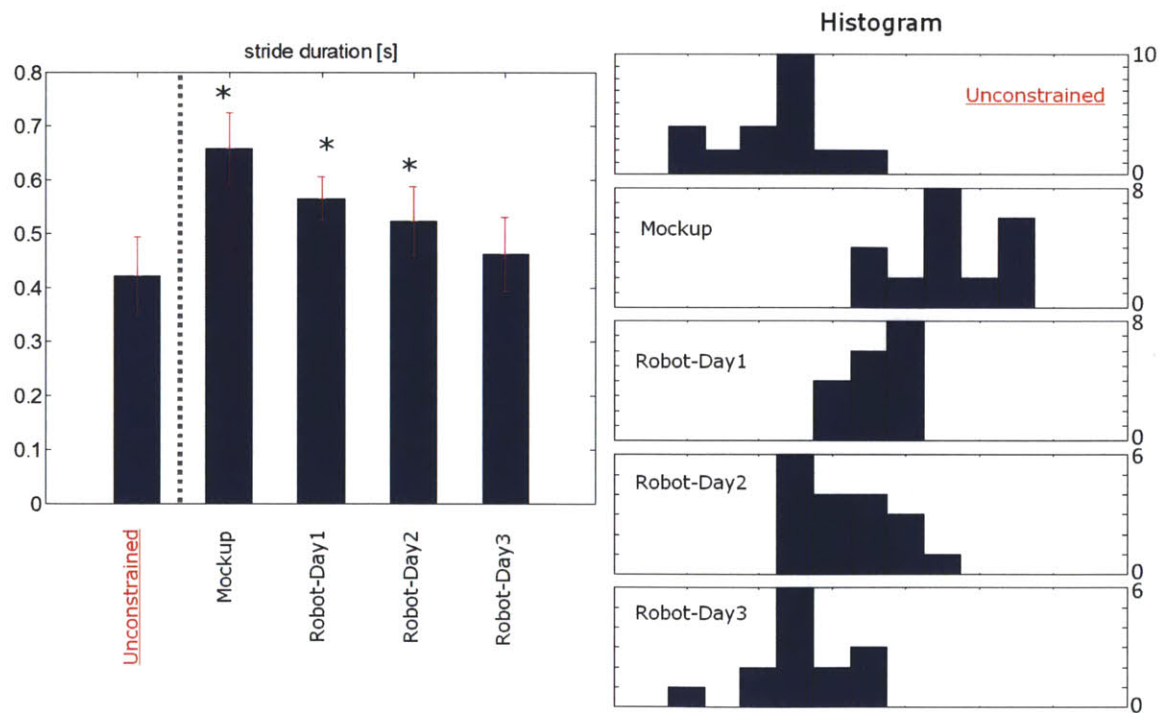 stride duration [s]
0.8
0.7
0.6
0.5
0.4
0.3
0.2
0.1
0
*
*
*
Unconstrained
Mockup
Robot-Day1
Robot-Day2
Robot-Day3
Histogram
10
Unconstrained
0
8
Mockup
0
8
Robot-Day1
0
6
Robot-Day2
0
6
Robot-Day3
0